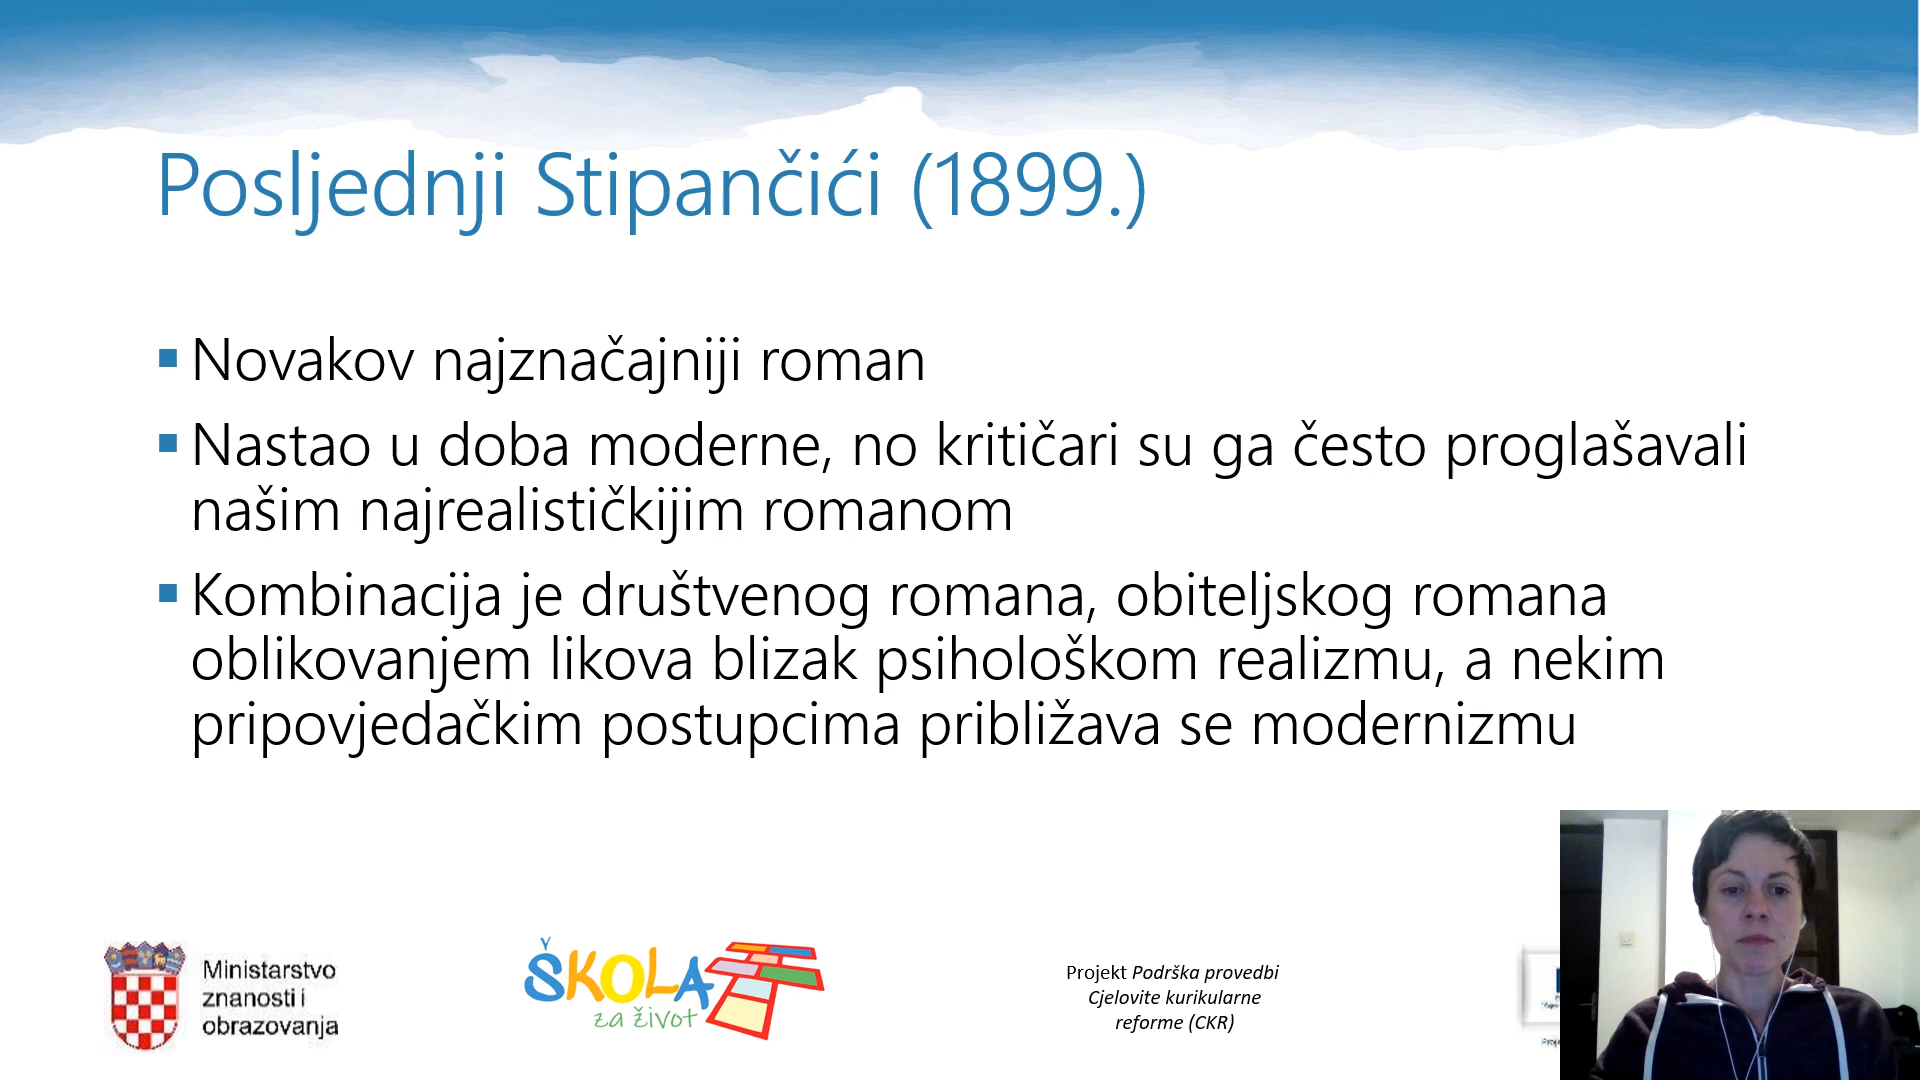 Posljednji Stipančići (1899.)
Novakov najznačajniji roman
Nastao u doba moderne, no kritičari su ga često proglašavali
našim najrealističkijim romanom
Kombinacija je društvenog romana, obiteljskog romana
oblikovanjem likova blizak psihološkom realizmu, a nekim
pripovjedačkim postupcima približava se modernizmu
Ministarstvo
znanosti i
obrazovanja
ŠKOLA
za život
Projekt Podrška provedbi
Cjelovite kurikularne
reforme (CKR)